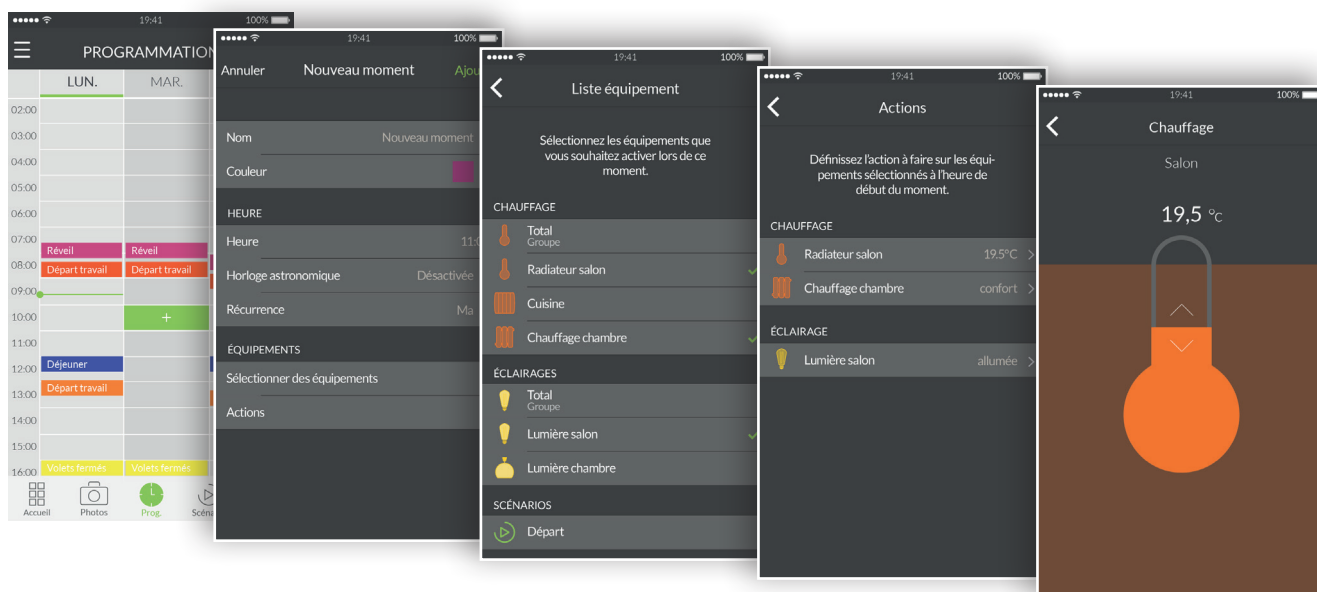 19:41
100%
PROGRAMMATION
LUN.
MAR.
02:00
03:00
04:00
05:00
06:00
07:00
Réveil
Réveil
08:00
Départ travail
Départ travail
09:00
10:00
+
11:00
12:00
Déjeuner
13:00
Départ travail
14:00
15:00
16:00
Volets fermés
Volets fermés
Accueil
Photos
Prog.
19:41
100%
Annuler
Nouveau moment
Nom
Nouveau moment
Couleur
HEURE
Heure
Horloge astronomique
Désactivée
Récurrence
Ma
ÉQUIPEMENTS
Sélectionner des équipements
Actions
19:41
100%
Liste équipement
Sélectionnez les équipements que
vous souhaitez activer lors de ce
moment.
CHAUFFAGE
Total
Groupe
Radiateur salon
Cuisine
Chauffage chambre
ÉCLAIRAGES
Total
Groupe
Lumière salon
Lumière chambre
SCÉNARIOS
Départ
19:41
100%
Actions
Définissez l'action à faire sur les équi-
pements sélectionnés à l'heure de
début du moment.
CHAUFFAGE
Radiateur salon
19.5°C
Chauffage chambre
confort
ÉCLAIRAGE
Lumière salon
allumée
19:41
100%
Chauffage
Salon
19,5 °C